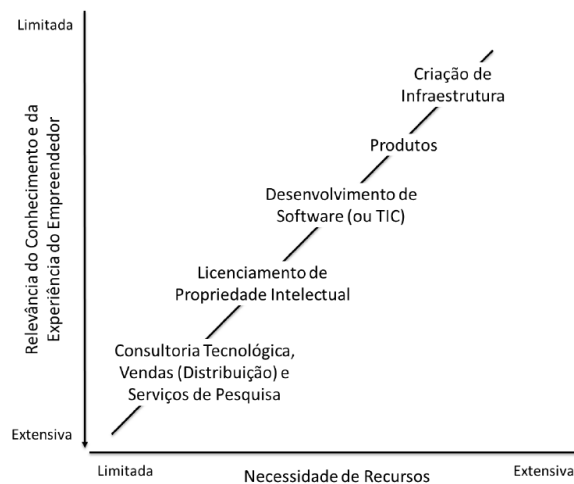 Limitada
Relevância do Conhecimento e da
Experiência do Empreendedor
Extensiva
Criação de
Infraestrutura
Produtos
Desenvolvimento de
Software (ou TIC)
Licenciamento de
Propriedade Intelectual
Consultoria Tecnológica,
Vendas (Distribuição) e
Serviços de Pesquisa
Limitada
Necessidade de Recursos
Extensiva